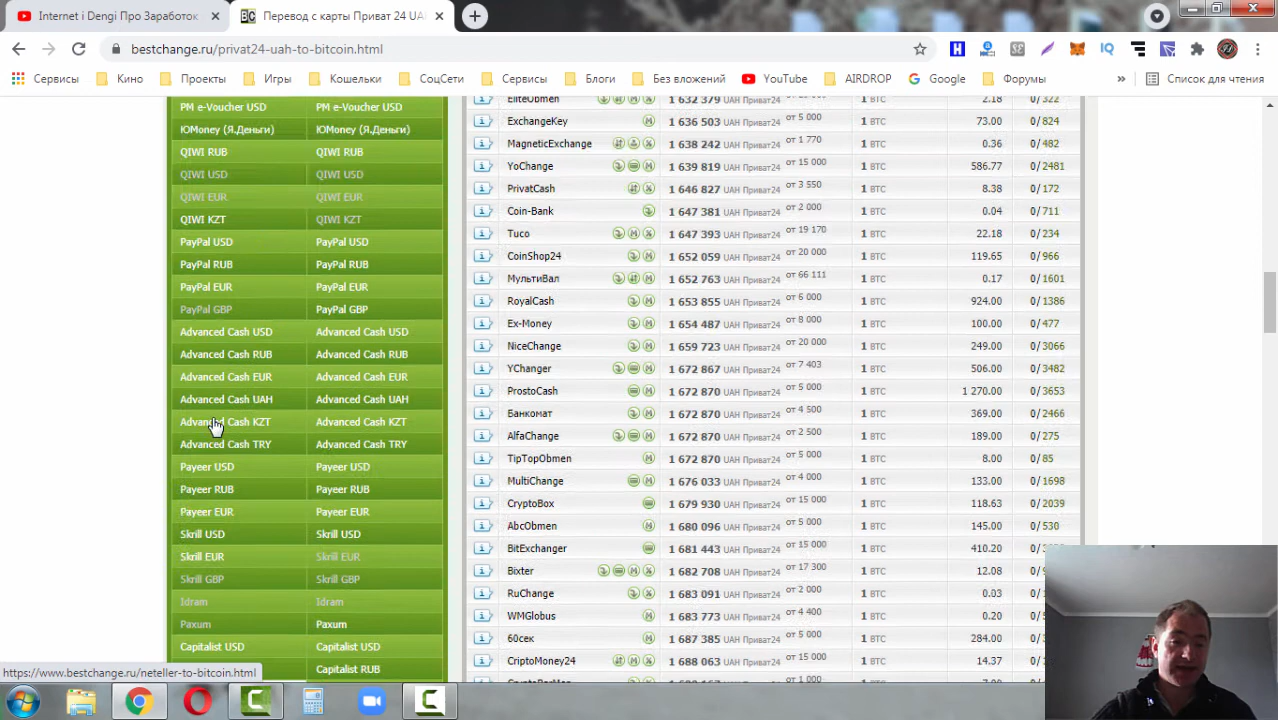 Internet i Dengi Про Заработок
Перевод с карты Приват 24 UAH
bestchange.ru/privat24-uah-to-bitcoin.html
Сервисы Кино Проекты Игры Кошельки СоцСети Сервисы Блоги Без вложений YouTube AIRDROP Google Форумы » Список для чтения
PM e-Voucher USD PM e-Voucher USD
ЮMoney (Я.Деньги) ЮMoney (Я.Деньги)
QIWI RUB QIWI RUB
QIWI USD QIWI USD
QIWI EUR QIWI EUR
QIWI KZT QIWI KZT
PayPal USD PayPal USD
PayPal RUB PayPal RUB
PayPal EUR PayPal EUR
PayPal GBP PayPal GBP
Advanced Cash USD Advanced Cash USD
Advanced Cash RUB Advanced Cash RUB
Advanced Cash EUR Advanced Cash EUR
Advanced Cash UAH Advanced Cash UAH
Advanced Cash KZT Advanced Cash KZT
Advanced Cash TRY Advanced Cash TRY
Payeer USD Payeer USD
Payeer RUB Payeer RUB
Payeer EUR Payeer EUR
Skrill USD Skrill USD
Skrill EUR Skrill EUR
Skrill GBP Skrill GBP
Idram Idram
Paxum Paxum
Capitalist USD Capitalist USD
Capitalist RUB
EliteObmen 1 632 379 UAH Приват24 1 BTC 2.18 0/322
ExchangeKey 1 636 503 UAH Приват24 от 5 000 1 BTC 73.00 0/824
MagneticExchange 1 638 242 UAH Приват24 от 1 770 1 BTC 0.36 0/482
YoChange 1 639 819 UAH Приват24 от 15 000 1 BTC 586.77 0/2481
PrivatCash 1 646 827 UAH Приват24 от 3 550 1 BTC 8.38 0/172
Coin-Bank 1 647 381 UAH Приват24 от 2 000 1 BTC 0.04 0/711
Tuco 1 647 393 UAH Приват24 от 19 170 1 BTC 22.18 0/234
CoinShop24 1 652 059 UAH Приват24 от 20 000 1 BTC 119.65 0/966
МультиВал 1 652 763 UAH Приват24 от 66 111 1 BTC 0.17 0/1601
RoyalCash 1 653 855 UAH Приват24 от 6 000 1 BTC 924.00 0/1386
Ex-Money 1 654 487 UAH Приват24 от 8 000 1 BTC 100.00 0/477
NiceChange 1 659 723 UAH Приват24 от 20 000 1 BTC 249.00 0/3066
YChanger 1 672 867 UAH Приват24 от 7 403 1 BTC 506.00 0/3482
ProstoCash 1 672 870 UAH Приват24 от 5 000 1 BTC 1 270.00 0/3653
Банкомат 1 672 870 UAH Приват24 от 4 500 1 BTC 369.00 0/2466
AlfaChange 1 672 870 UAH Приват24 от 2 500 1 BTC 189.00 0/275
TipTopObmen 1 672 870 UAH Приват24 от 5 000 1 BTC 8.00 0/85
MultiChange 1 676 033 UAH Приват24 от 4 000 1 BTC 133.00 0/1698
CryptoBox 1 679 930 UAH Приват24 от 15 000 1 BTC 118.63 0/2039
AbcObmen 1 680 096 UAH Приват24 от 5 000 1 BTC 145.00 0/530
BitExchanger 1 681 443 UAH Приват24 от 15 000 1 BTC 410.20
Bixter 1 682 708 UAH Приват24 от 17 300 1 BTC 12.08
RuChange 1 683 091 UAH Приват24 от 2 000 1 BTC 0.03
WMGlobus 1 683 773 UAH Приват24 от 4 400 1 BTC 0.20
60сек 1 687 385 UAH Приват24 от 5 000 1 BTC 284.00
CriptoMoney24 1 688 063 UAH Приват24 от 15 000 1 BTC 14.37
https://www.bestchange.ru/neteller-to-bitcoin.html